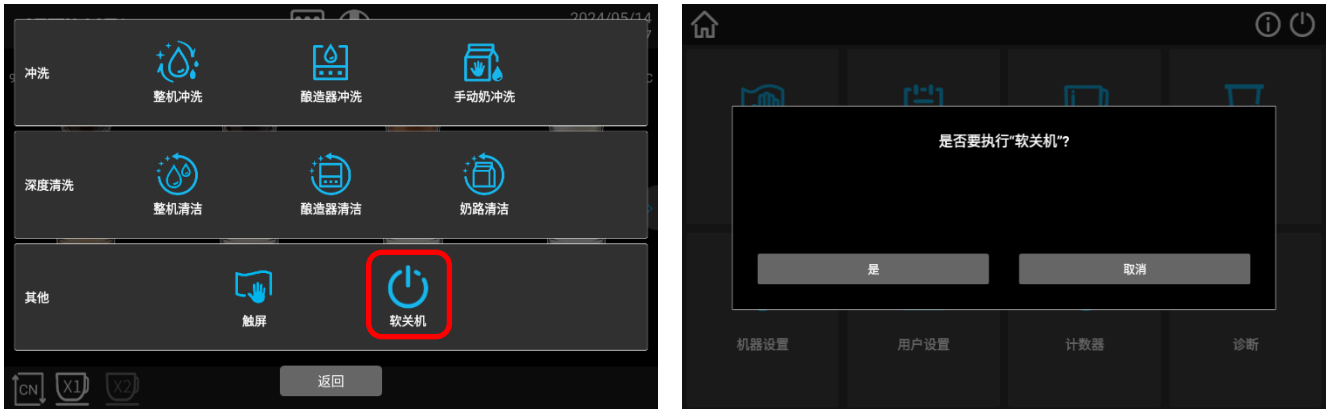 2024/05/14
冲洗
整机冲洗
酿造器冲洗
手动奶冲洗
深度清洗
整机清洁
酿造器清洁
奶路清洁
其他
触屏
软关机
返回
CN
X1
X2
是否要执行“软关机”?
是
取消
机器设置
用户设置
计数器
诊断